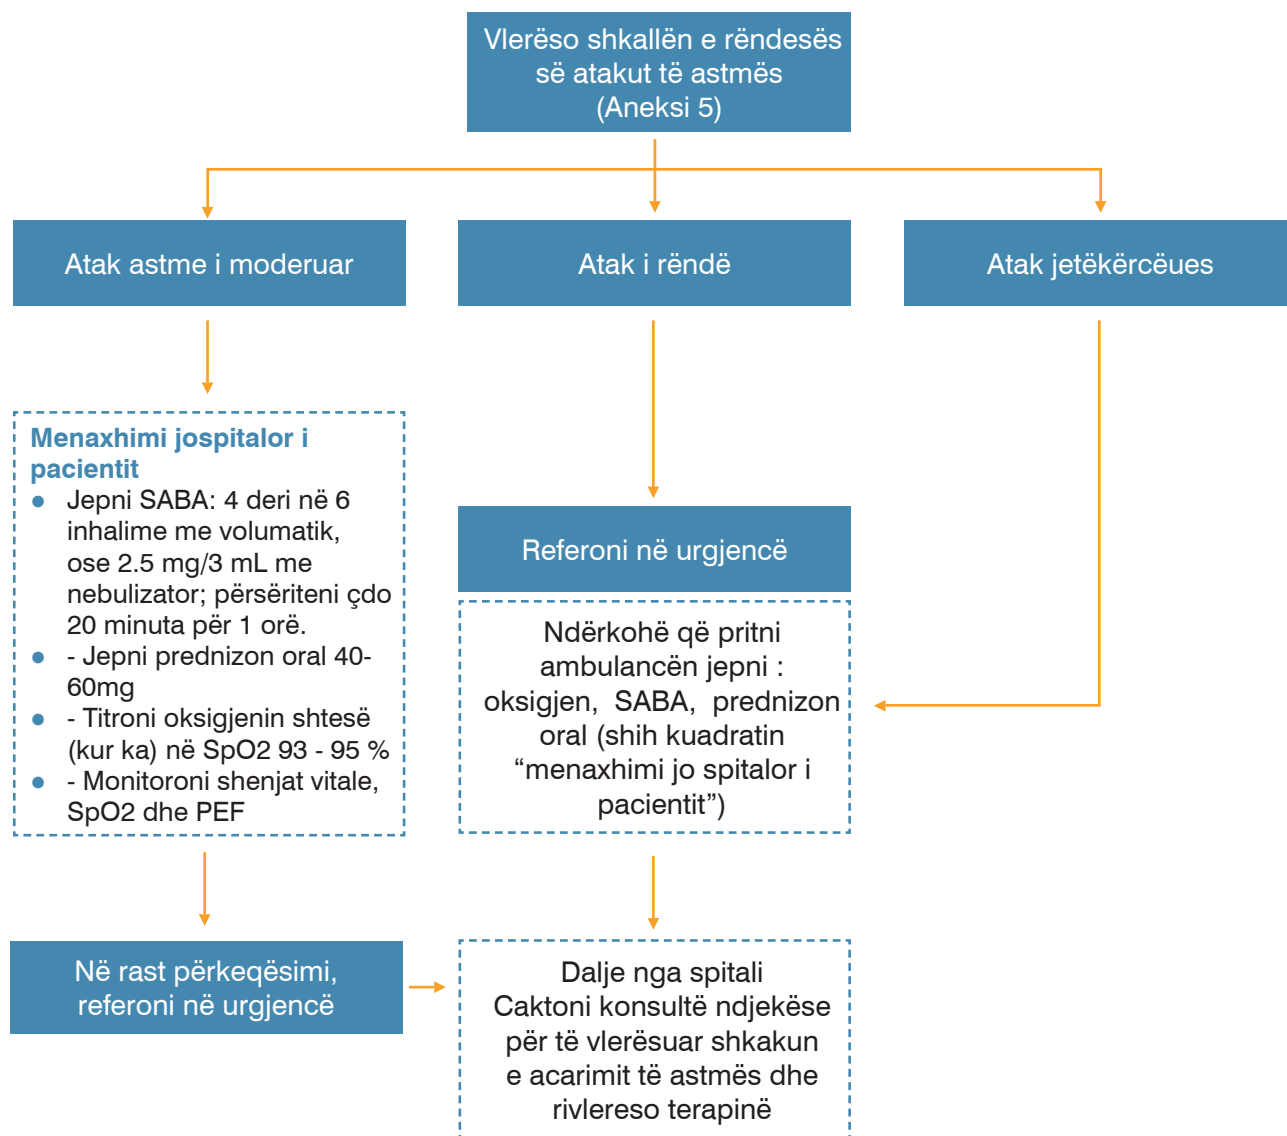 Vlerëso shkallën e rëndesës
së atakut të astmës
(Aneksi 5)
Atak astme i moderuar
Atak i rëndë
Atak jetëkërcëues
Menaxhimi jospitalor i
pacientit
● Jepni SABA: 4 deri në 6
inhalime me volumatik,
ose 2.5 mg/3 mL me
nebulizator; përsëriteni çdo
20 minuta për 1 orë.
● - Jepni prednizon oral 40-
60mg
● - Titroni oksigjenin shtesë
(kur ka) në SpO2 93 - 95 %
● - Monitoroni shenjat vitale,
SpO2 dhe PEF
Referoni në urgjencë
Ndërkohë që pritni
ambulancën jepni :
oksigjen, SABA, prednizon
oral (shih kuadratin
“menaxhimi jo spitalor i
pacientit”)
Në rast përkeqësimi,
referoni në urgjencë
Dalje nga spitali
Caktoni konsultë ndjekëse
për të vlerësuar shkakun
e acarimit të astmës dhe
rivlereso terapinë